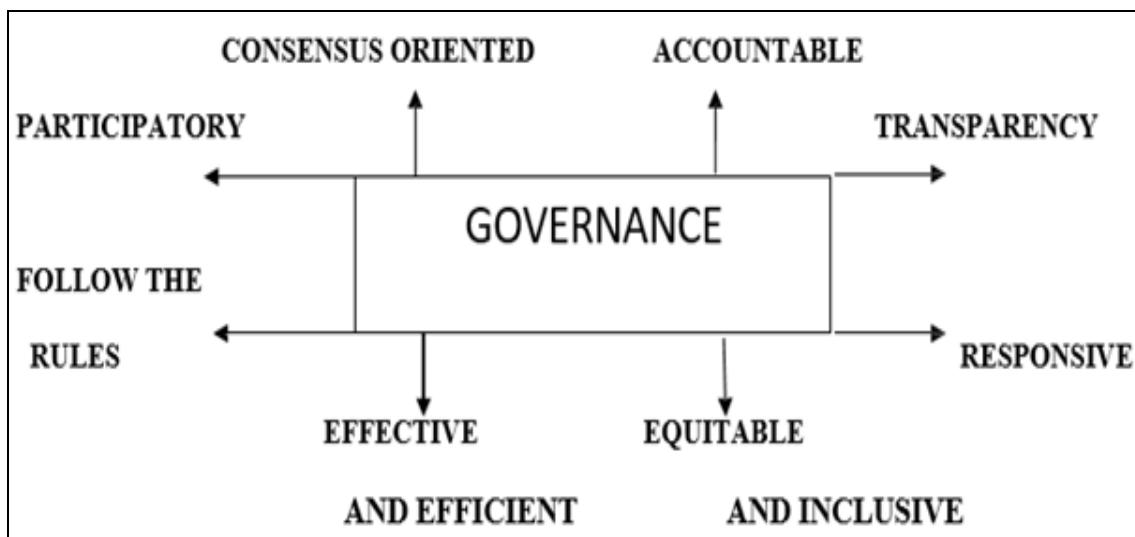 CONSENSUS ORIENTED
ACCOUNTABLE
PARTICIPATORY
TRANSPARENCY
GOVERNANCE
FOLLOW THE
RULES
RESPONSIVE
EFFECTIVE
AND EFFICIENT
EQUITABLE
AND INCLUSIVE